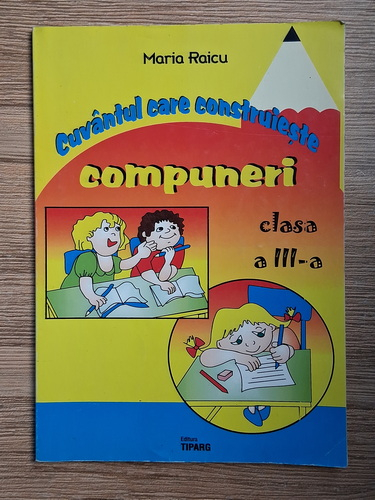 Maria Raicu
Cuvântul care construiește
compuneri
clasa
a III-a
Editura
TIPARG